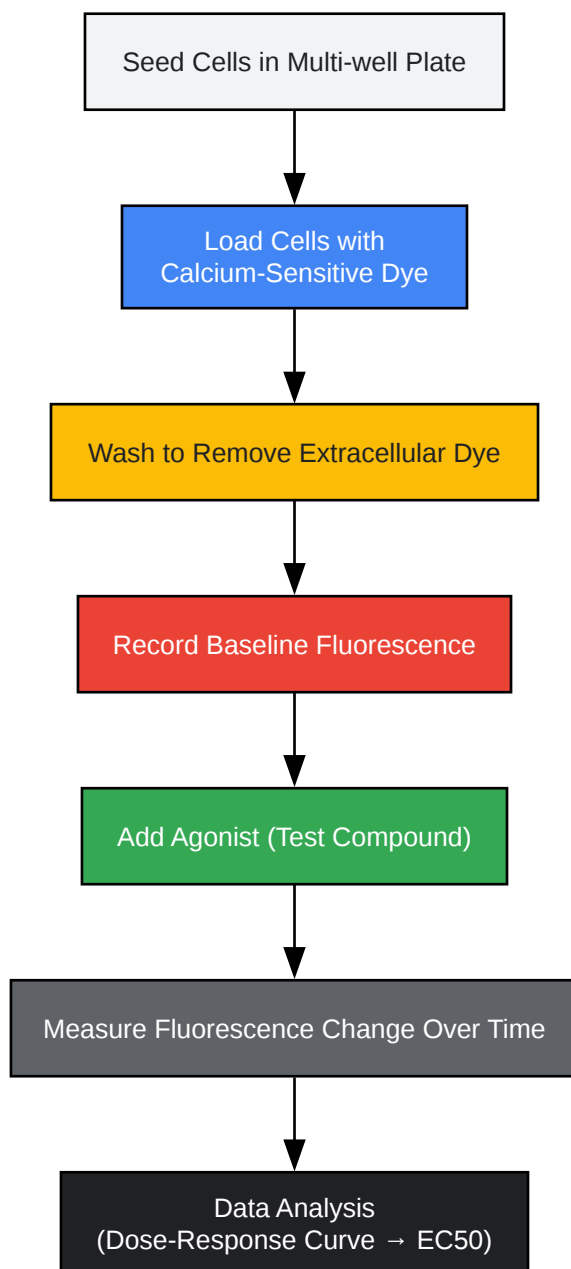 Seed Cells in Multi-well Plate
Load Cells with
Calcium-Sensitive Dye
Wash to Remove Extracellular Dye
Record Baseline Fluorescence
Add Agonist (Test Compound)
Measure Fluorescence Change Over Time
Data Analysis
(Dose-Response Curve → EC50)